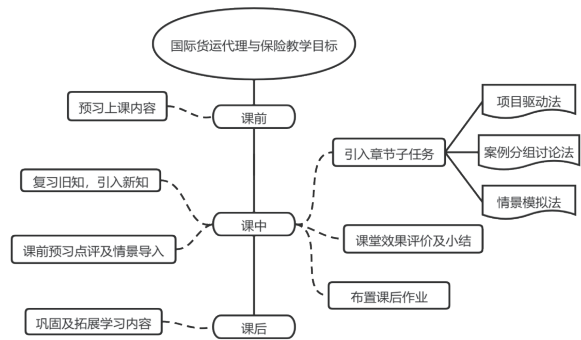 国际货运代理与保险教学目标
预习上课内容
课前
项目驱动法
引入章节子任务
案例分组讨论法
复习旧知，引入新知
情景模拟法
课中
课前预习点评及情景导入
课堂效果评价及小结
布置课后作业
巩固及拓展学习内容
课后